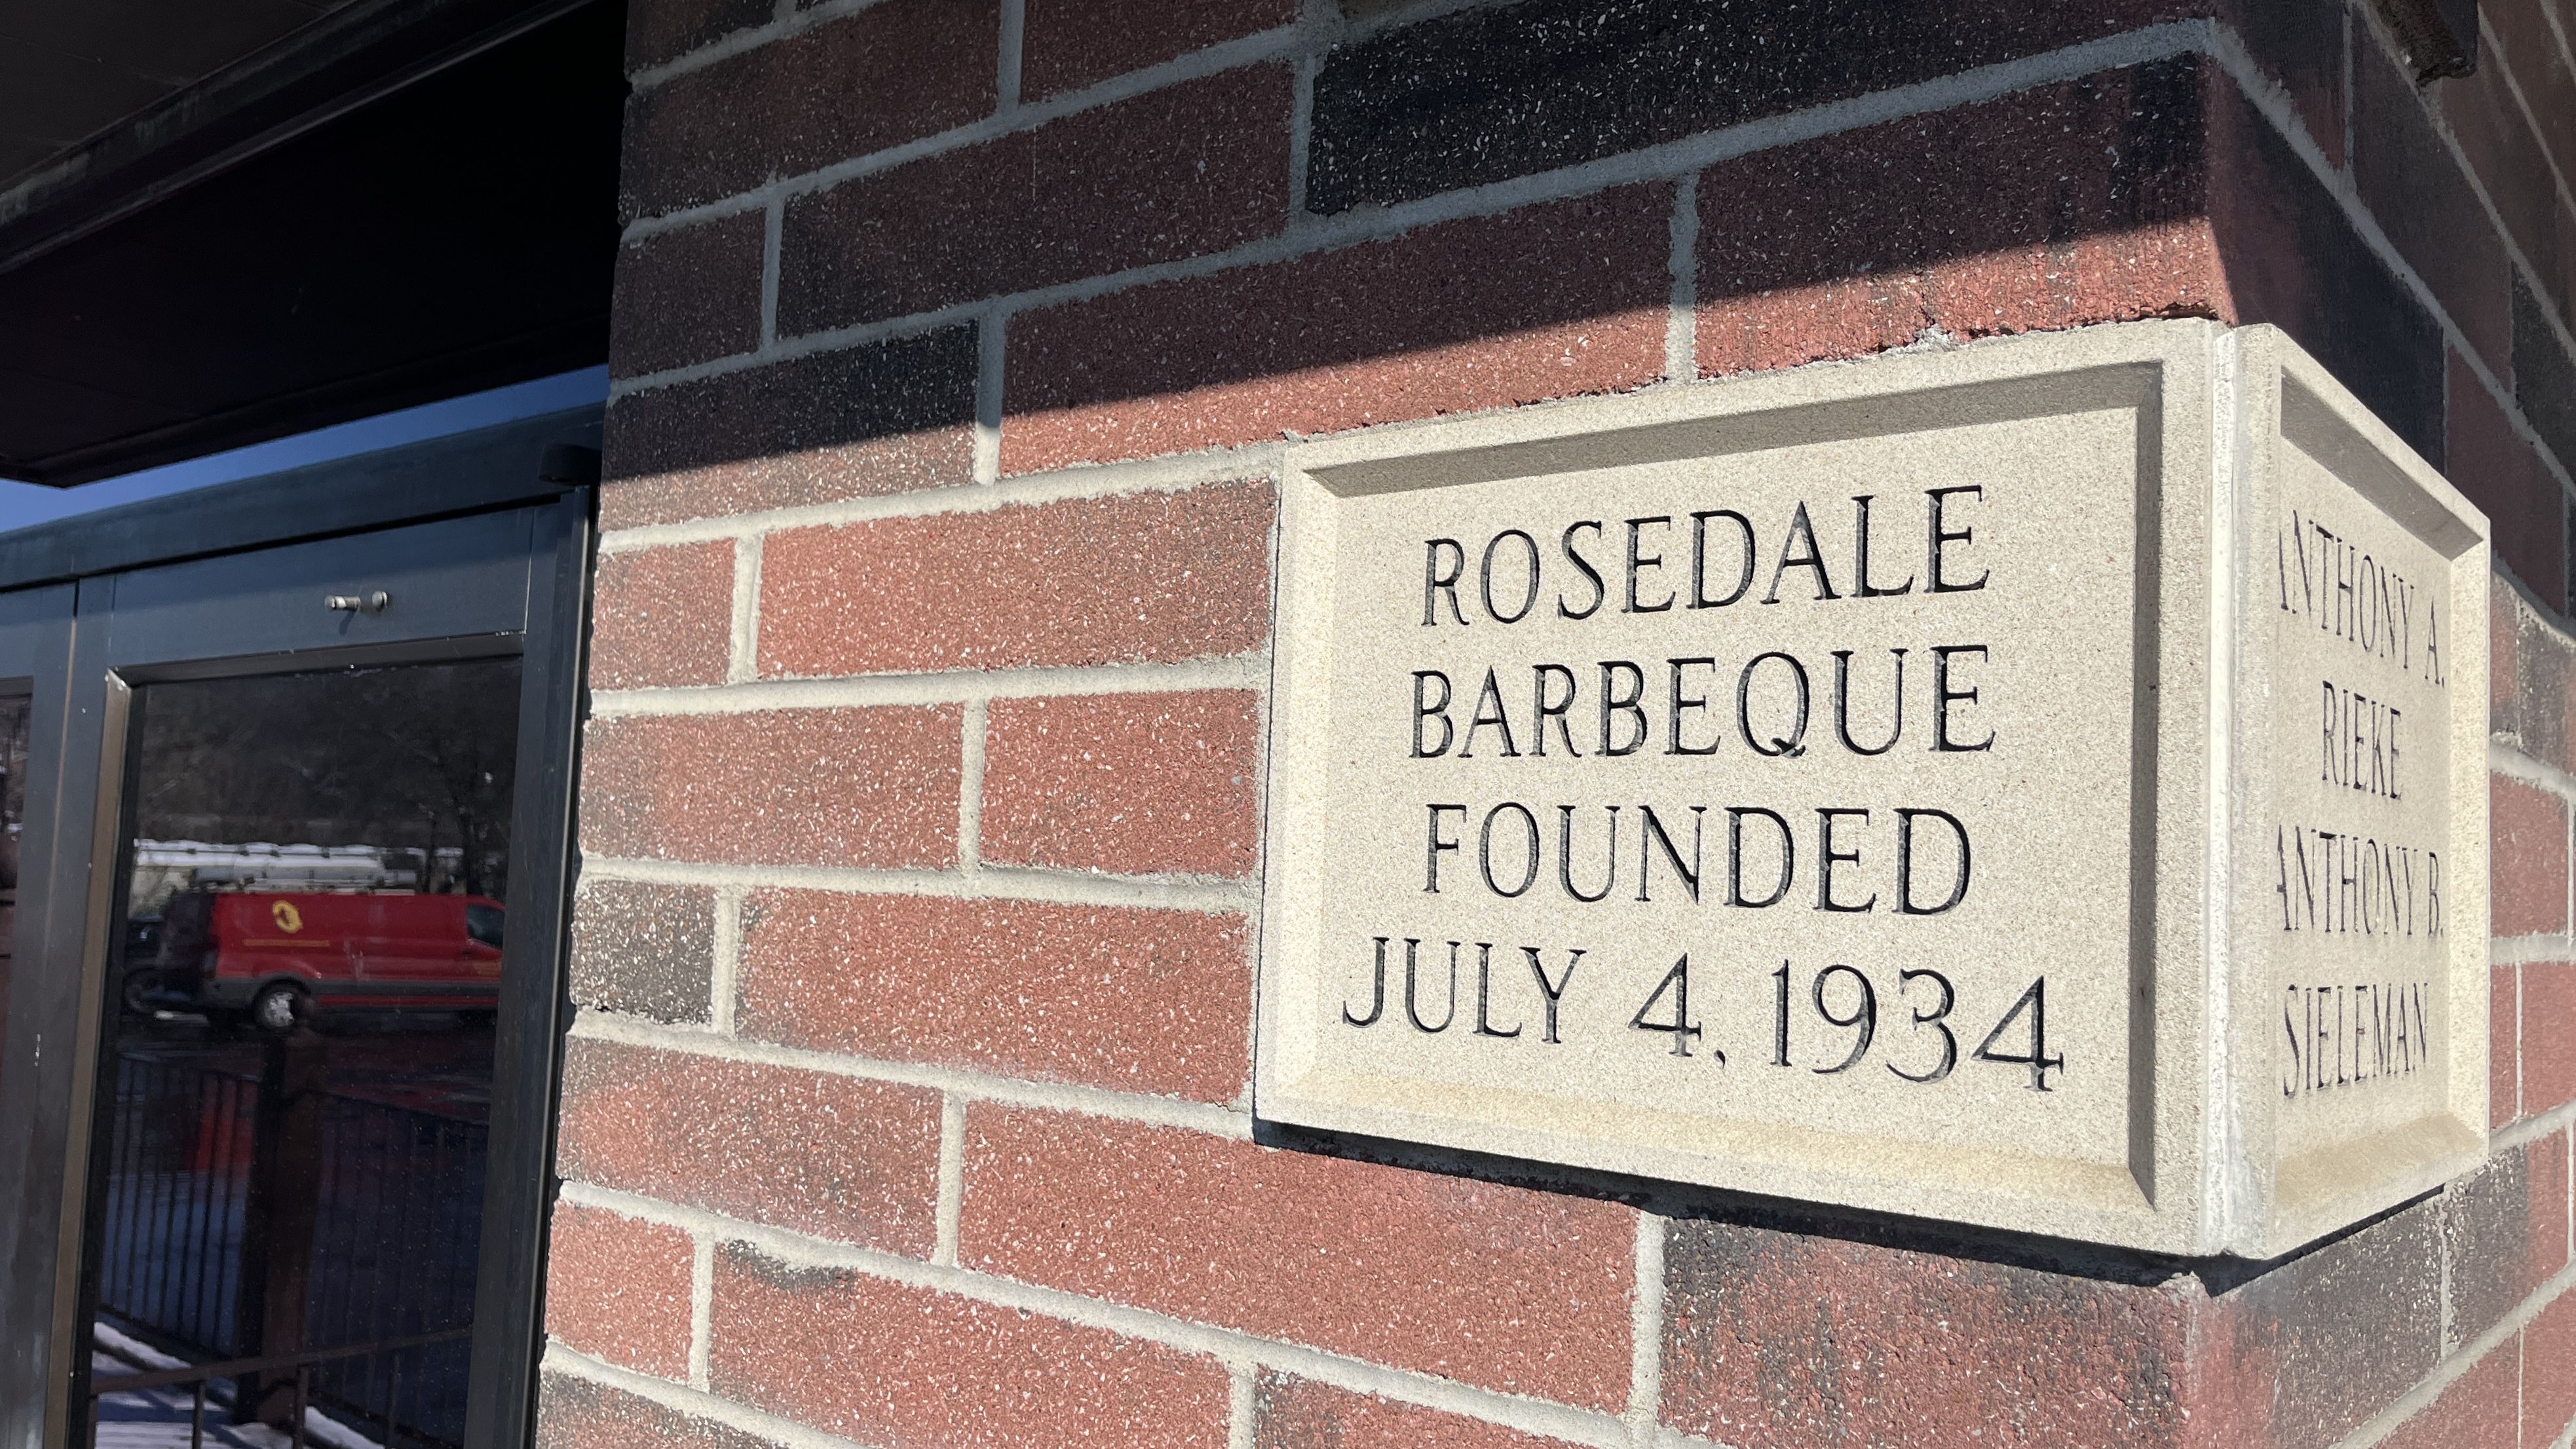 ROSEDALE
BARBEQUE
FOUNDED
JULY 4, 1934
ANTHONY A.
RIEKE
ANTHONY B.
SIELEMAN